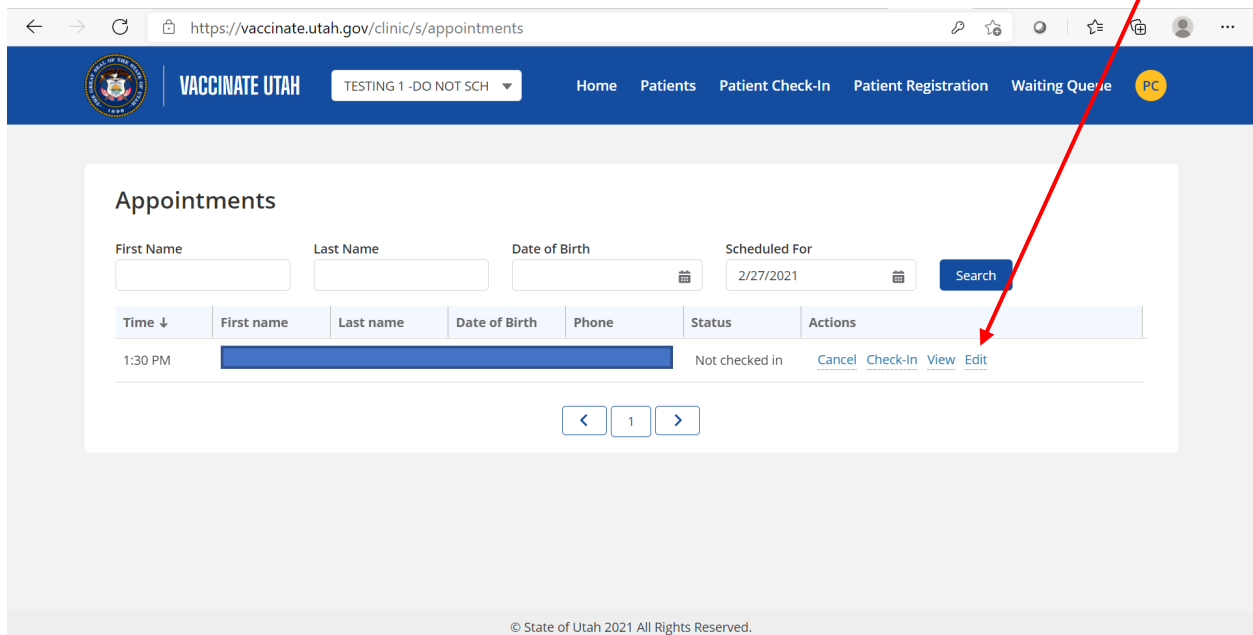 https://vaccinate.utah.gov/clinic/s/appointments
VACCINATE UTAH TESTING 1 -DO NOT SCH Home Patients Patient Check-In Patient Registration Waiting Queue PC
Appointments
First Name Last Name Date of Birth Scheduled For
2/27/2021 Search
Time ↓ First name Last name Date of Birth Phone Status Actions
1:30 PM Not checked in Cancel Check-In View Edit
1
© State of Utah 2021 All Rights Reserved.